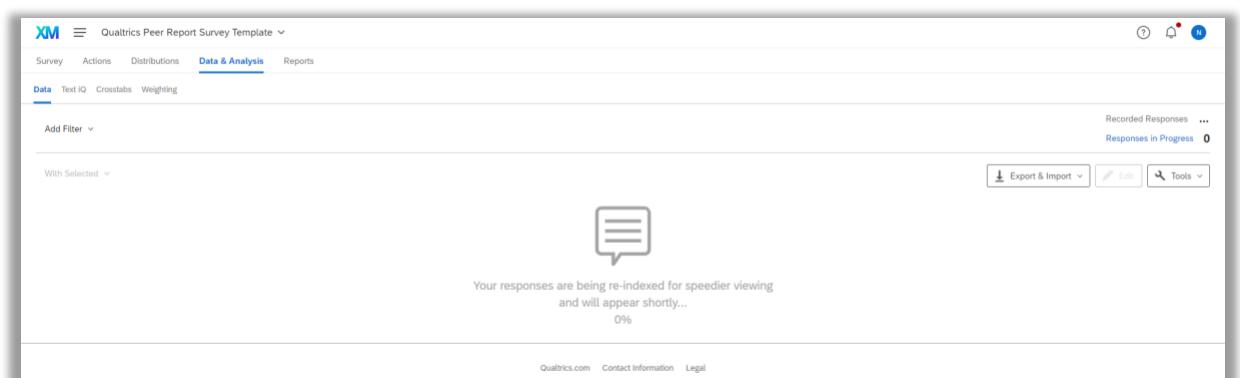 XM Qualtrics Peer Report Survey Template
N
Survey Actions Distributions Data & Analysis Reports
Data Text iQ Crosstabs Weighting
Recorded Responses ...
Add Filter
Responses in Progress 0
With Selected
Export & Import Edit Tools
Your responses are being re-indexed for speedier viewing
and will appear shortly...
0%
Qualtrics.com Contact Information Legal